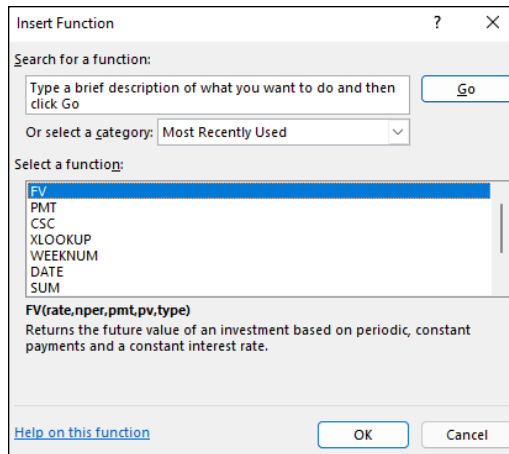 Insert Function ? ×
Search for a function:
Type a brief description of what you want to do and then
click Go
Go
Or select a category: Most Recently Used
Select a function:
FV
PMT
CSC
XLOOKUP
WEEKNUM
DATE
SUM
FV(rate,nper,pmt,pv,type)
Returns the future value of an investment based on periodic, constant
payments and a constant interest rate.
Help on this function
OK
Cancel